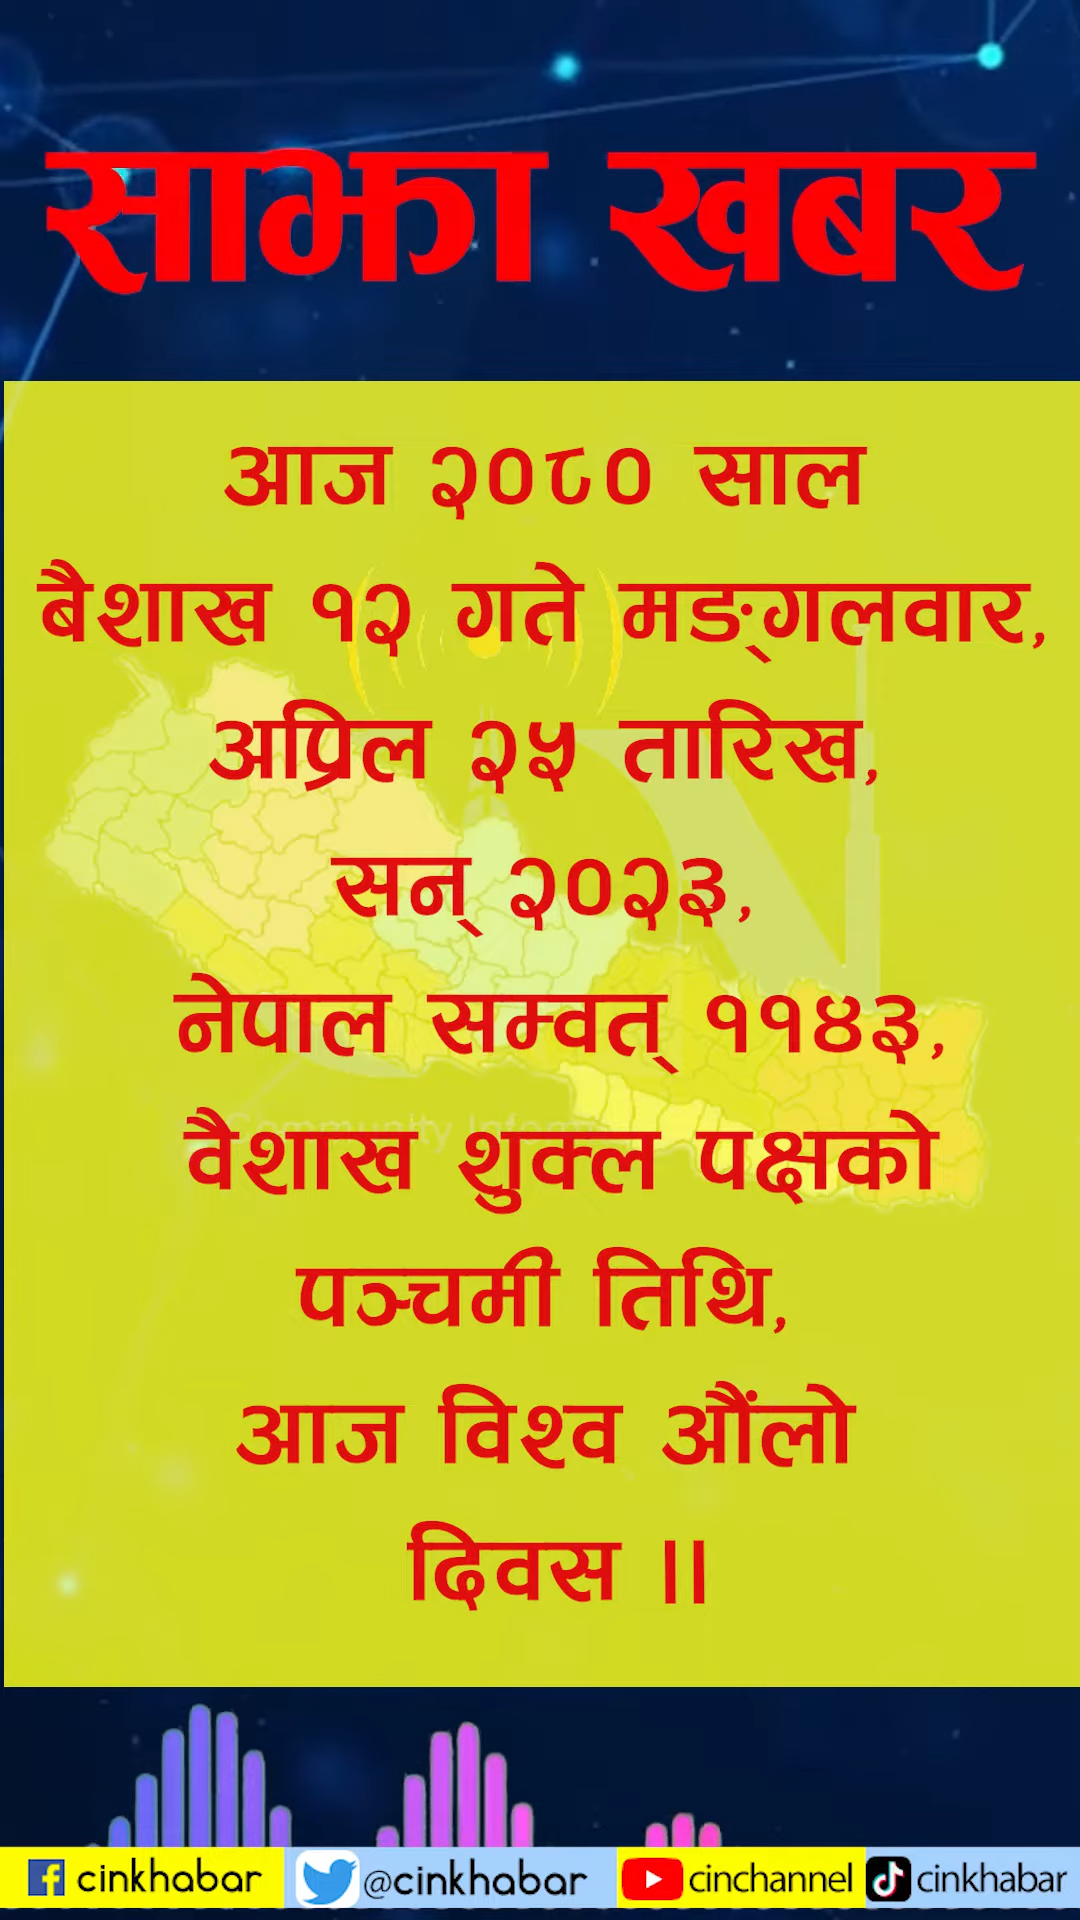 साझा खबर
आज २०८० साल
बैशाख १२ गते मङ्गलवार,
अप्रिल २५ तारिख,
सन् २०२३,
नेपाल सम्वत् ११४३,
वैशाख शुक्ल पक्षको
पञ्चमी तिथि,
आज विश्व औंलो
दिवस ।।
cinkhabar @cinkhabar cinchannel cinkhabar